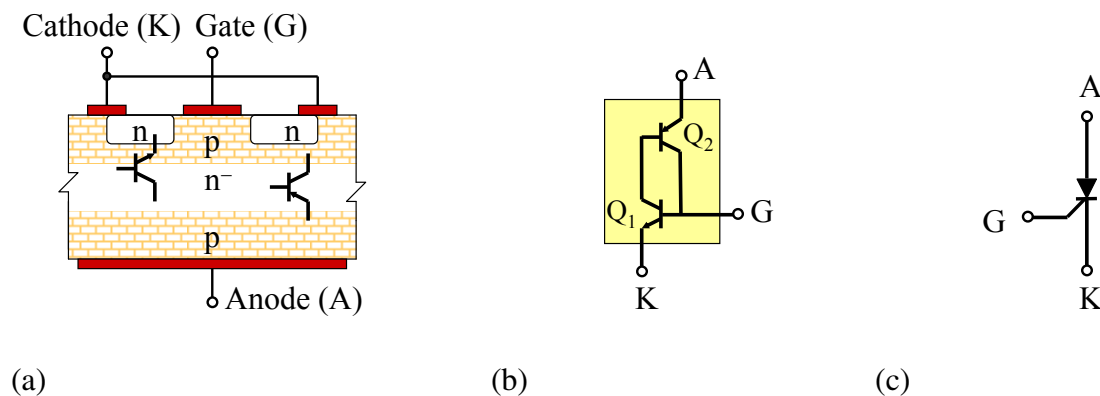 Cathode (K) Gate (G)
n
n
p
n⁻
p
Anode (A)
A
Q₂
Q₁
G
K
A
G
K
(a)
(b)
(c)